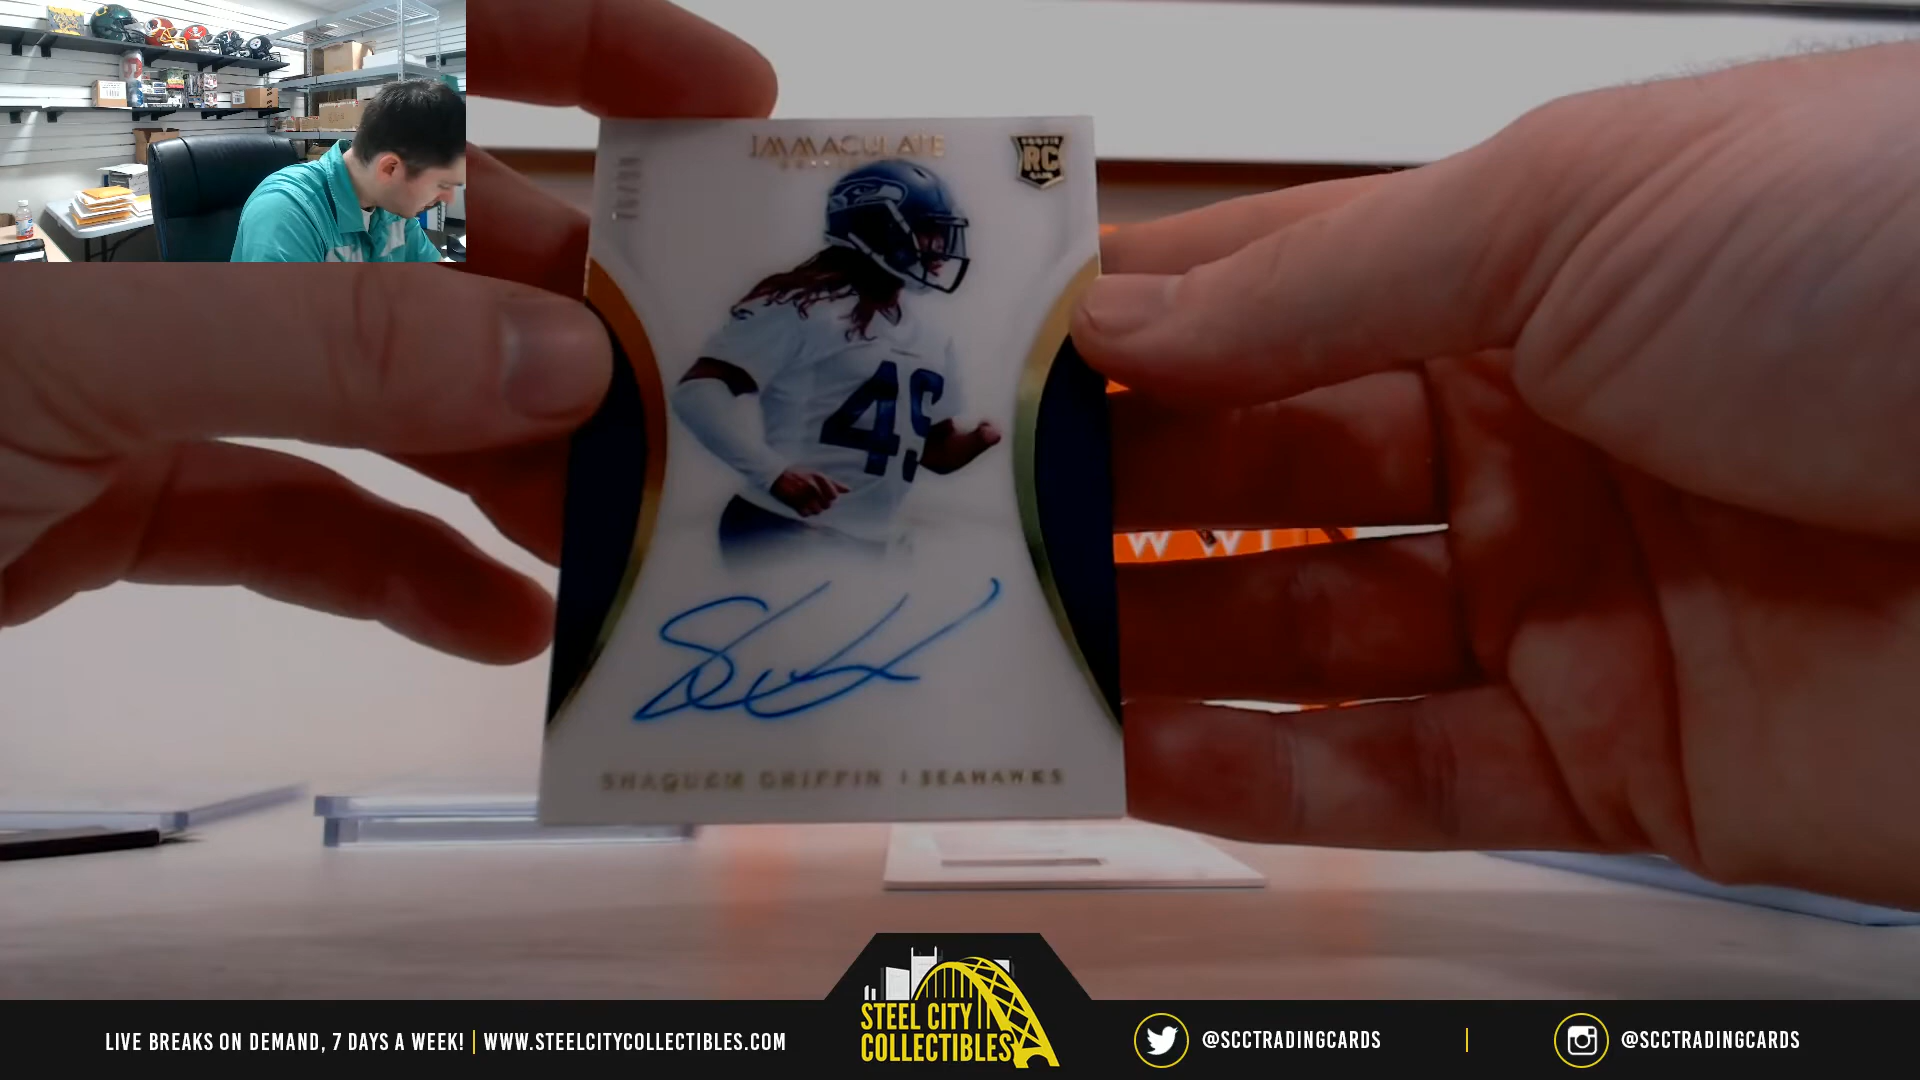 IMMACULATE
RC
49
SHAQUEM GRIFFIN | SEAHAWKS
STEEL CITY
COLLECTIBLES
LIVE BREAKS ON DEMAND, 7 DAYS A WEEK! | WWW.STEELCITYCOLLECTIBLES.COM
@SCCTRADINGCARDS | @SCCTRADINGCARDS